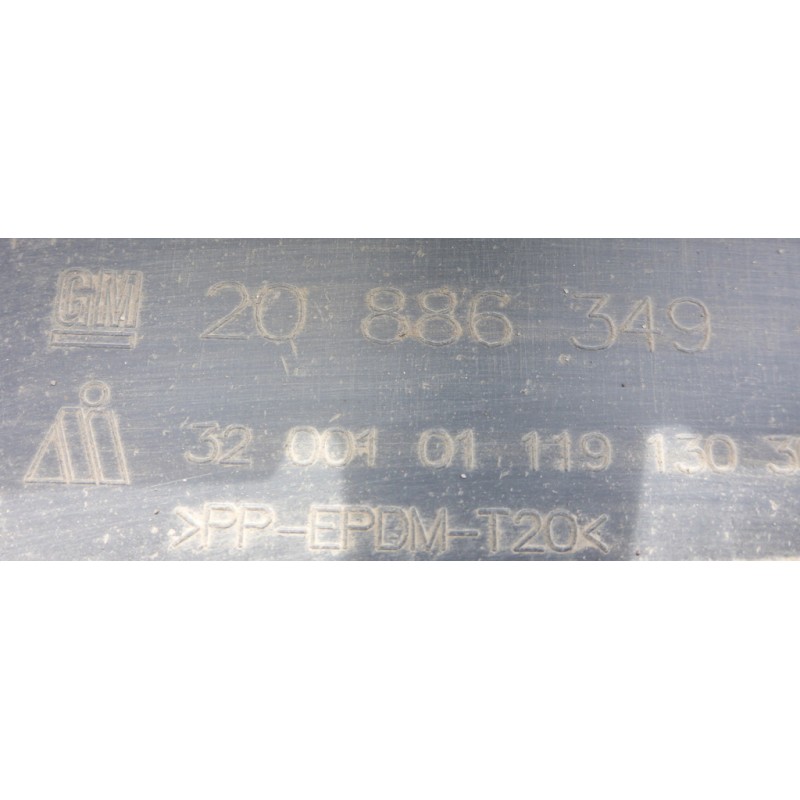 GM 20 886 349
32 001 01 119 130 3
>PP-EPDM-T20<